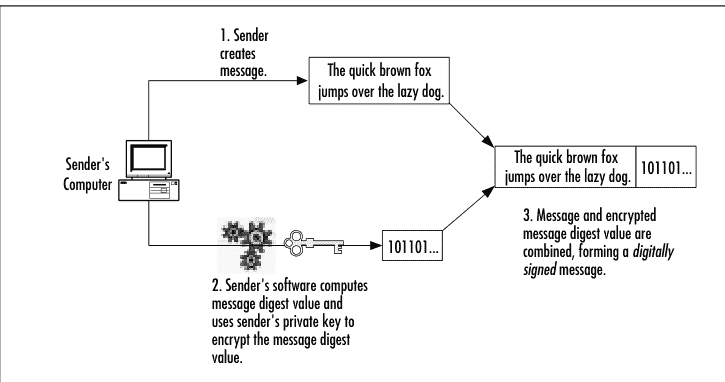 1. Sender
creates
message.
The quick brown fox
jumps over the lazy dog.
Sender's
Computer
The quick brown fox
jumps over the lazy dog.
101101...
101101...
3. Message and encrypted
message digest value are
combined, forming a digitally
signed message.
2. Sender's software computes
message digest value and
uses sender's private key to
encrypt the message digest
value.